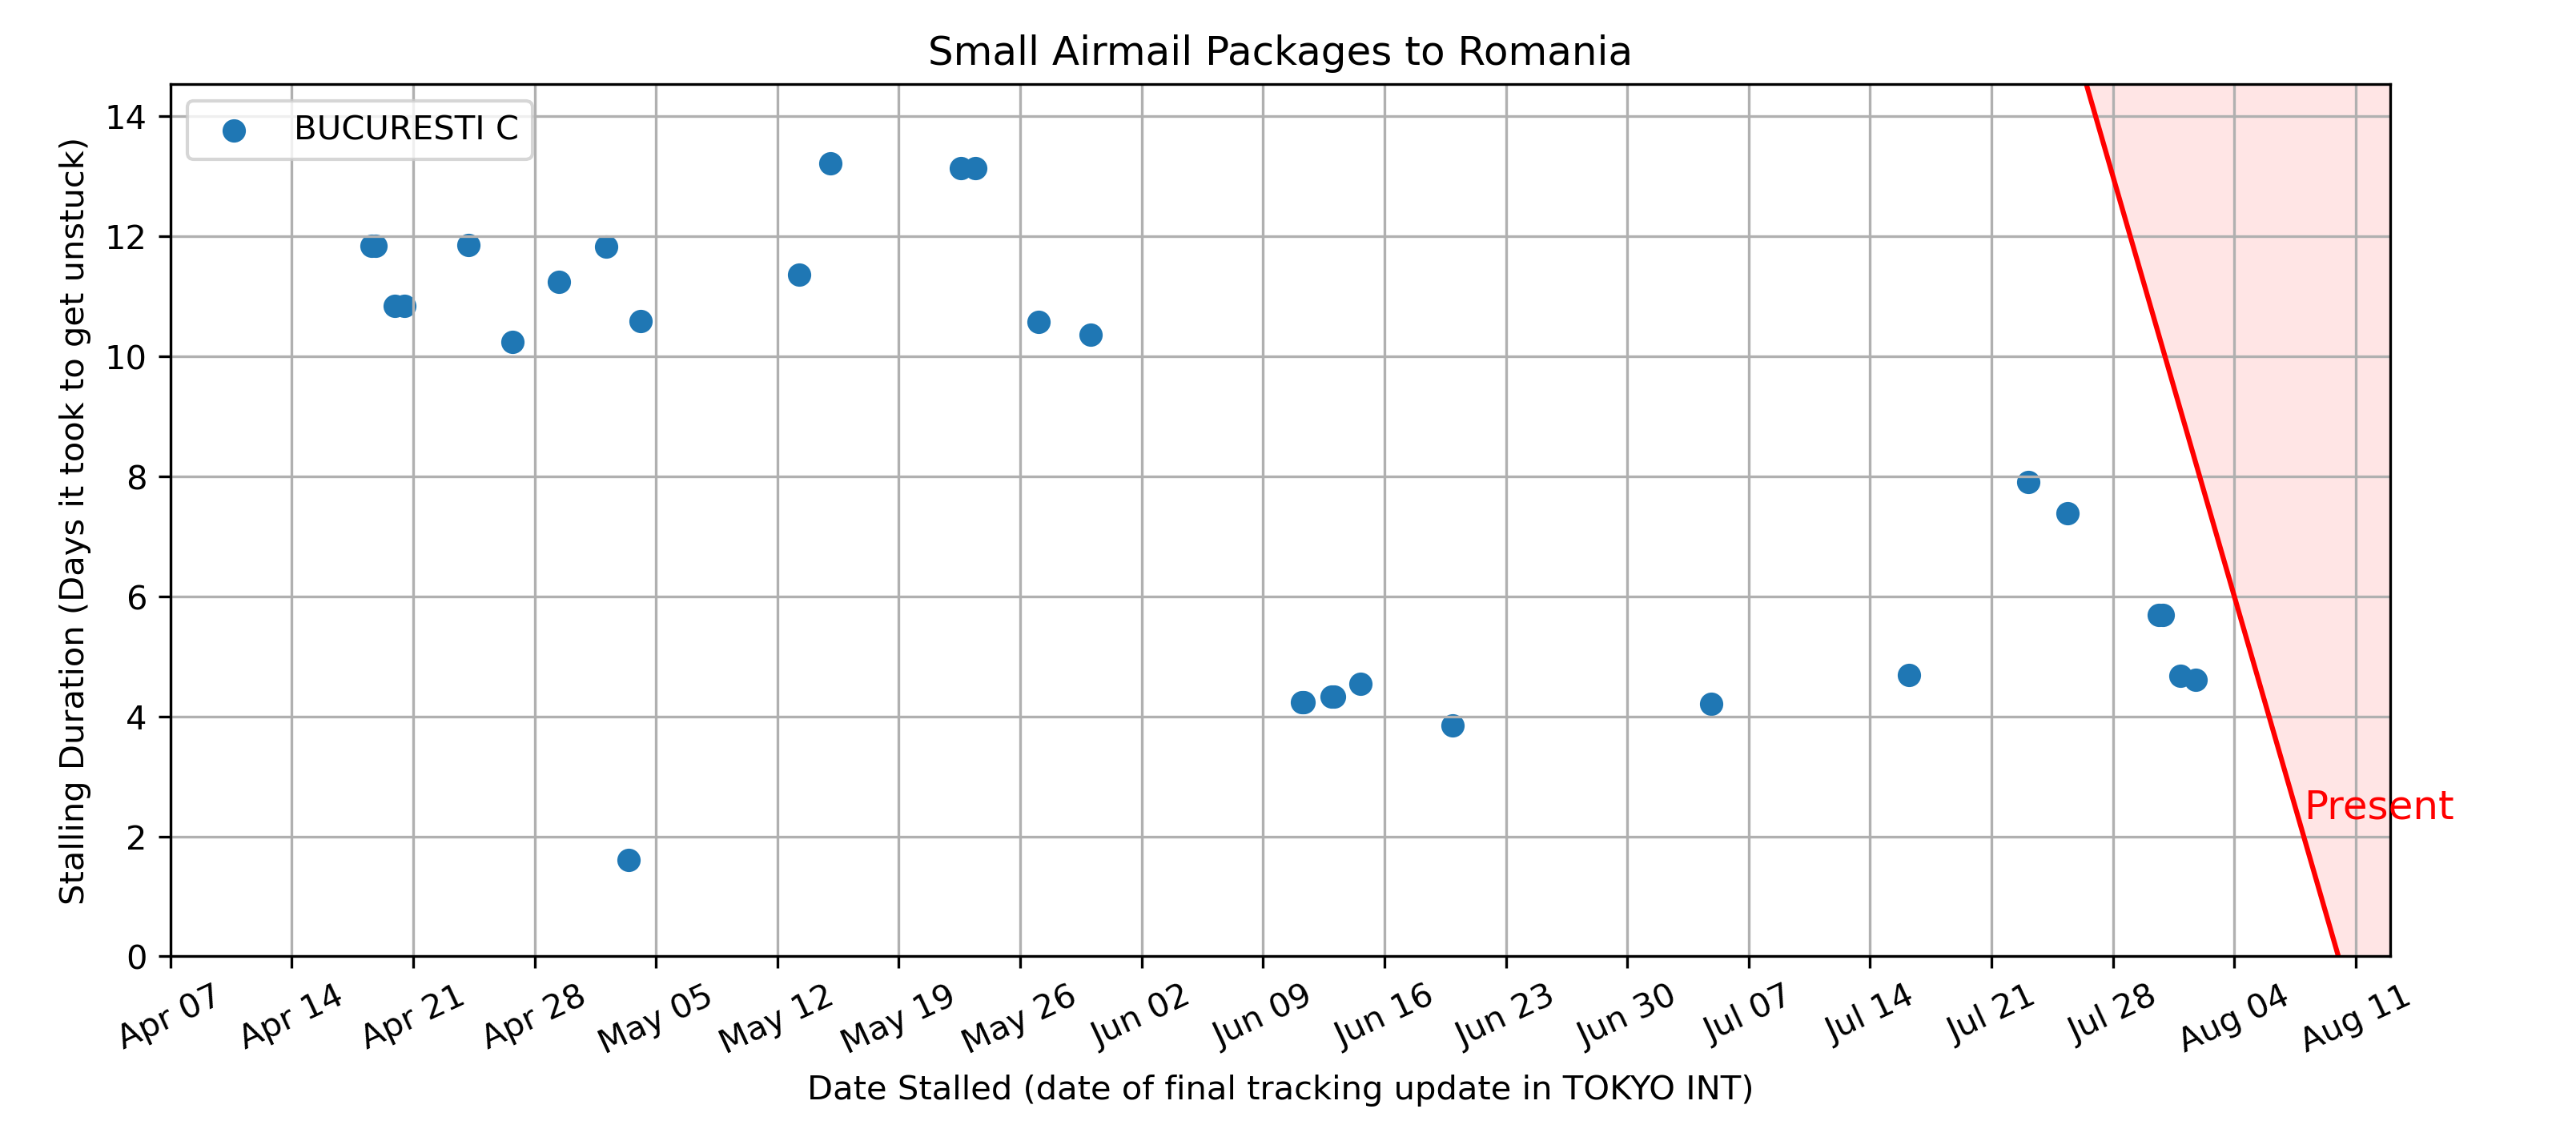 Small Airmail Packages to Romania
BUCURESTI C
Stalling Duration (Days it took to get unstuck)
14
12
10
8
6
4
2
0
Present
Apr 07
Apr 14
Apr 21
Apr 28
May 05
May 12
May 19
May 26
Jun 02
Jun 09
Jun 16
Jun 23
Jun 30
Jul 07
Jul 14
Jul 21
Jul 28
Aug 04
Aug 11
Date Stalled (date of final tracking update in TOKYO INT)